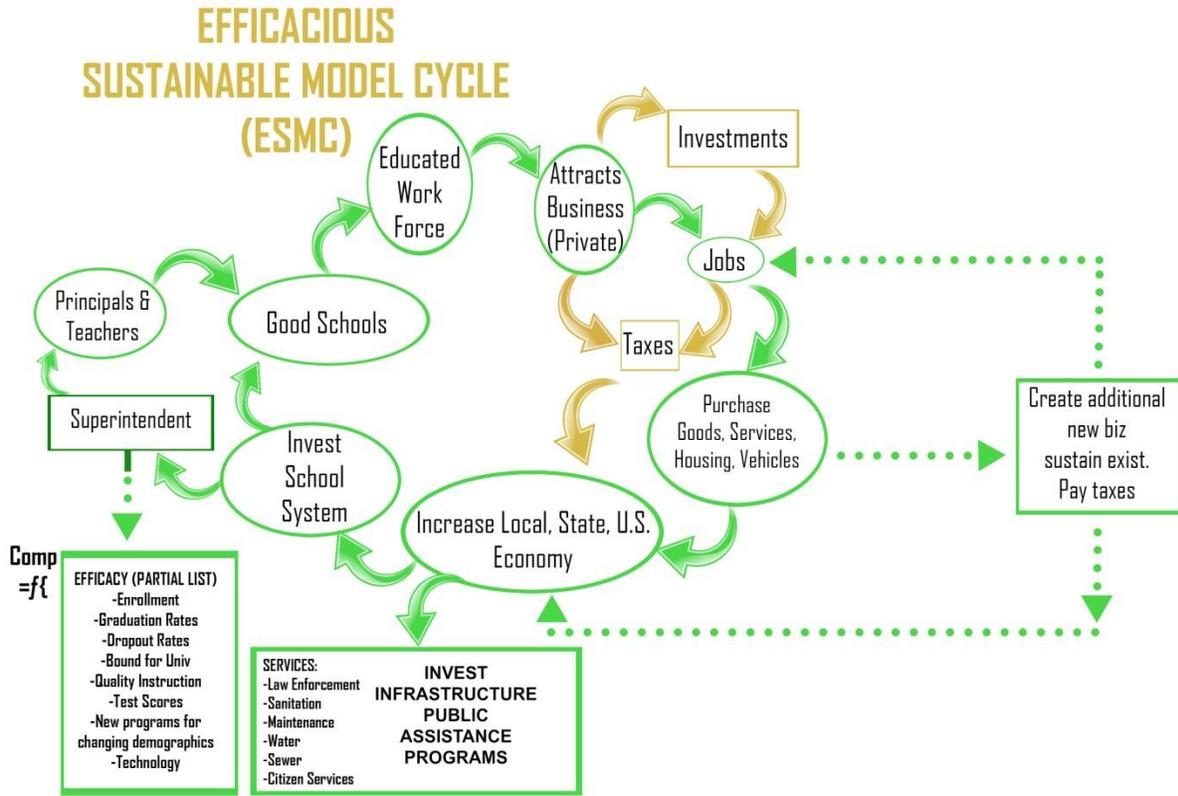 EFFICACIOUS
SUSTAINABLE MODEL CYCLE
(ESMC)
Educated
Work
Force
Attracts
Business
(Private)
Investments
Jobs
Principals &
Teachers
Good Schools
Taxes
Superintendent
Invest
School
System
Purchase
Goods, Services,
Housing, Vehicles
Create additional
new biz
sustain exist.
Pay taxes
Increase Local, State, U.S.
Economy
Comp
=ƒ{
EFFICACY (PARTIAL LIST)
-Enrollment
-Graduation Rates
-Dropout Rates
-Bound for Univ
-Quality Instruction
-Test Scores
-New programs for
changing demographics
-Technology
SERVICES:
-Law Enforcement
-Sanitation
-Maintenance
-Water
-Sewer
-Citizen Services
INVEST
INFRASTRUCTURE
PUBLIC
ASSISTANCE
PROGRAMS